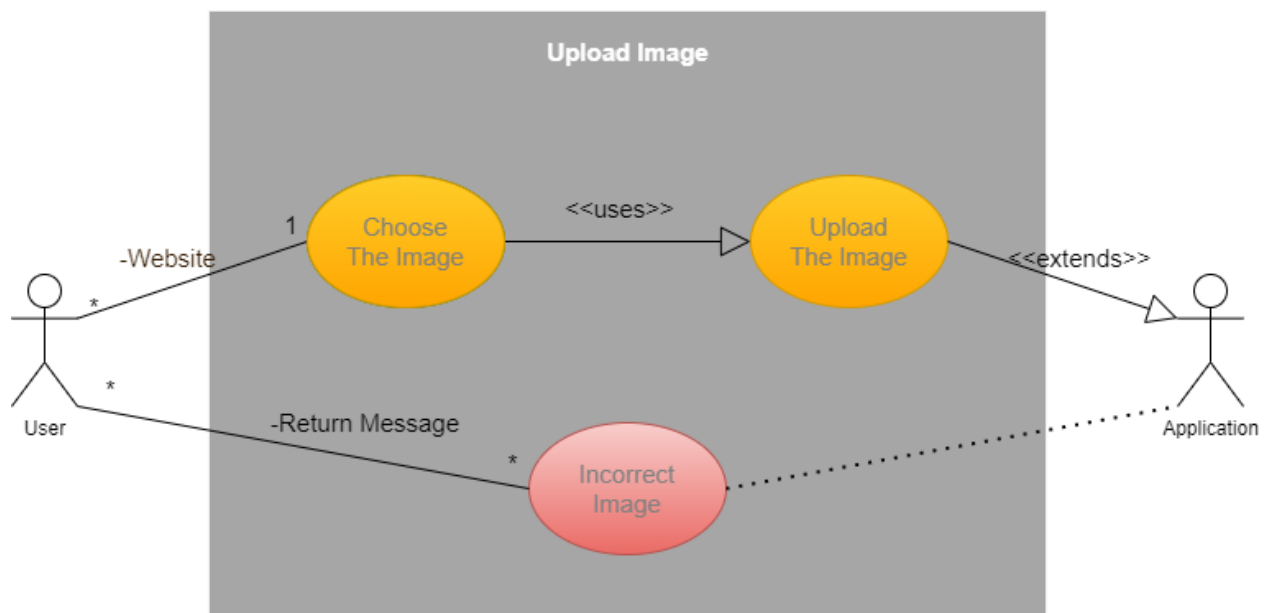 Upload Image
Choose
The Image
<<uses>>
Upload
The Image
<<extends>>
1
-Website
*
User
*
-Return Message
*
Incorrect
Image
Application